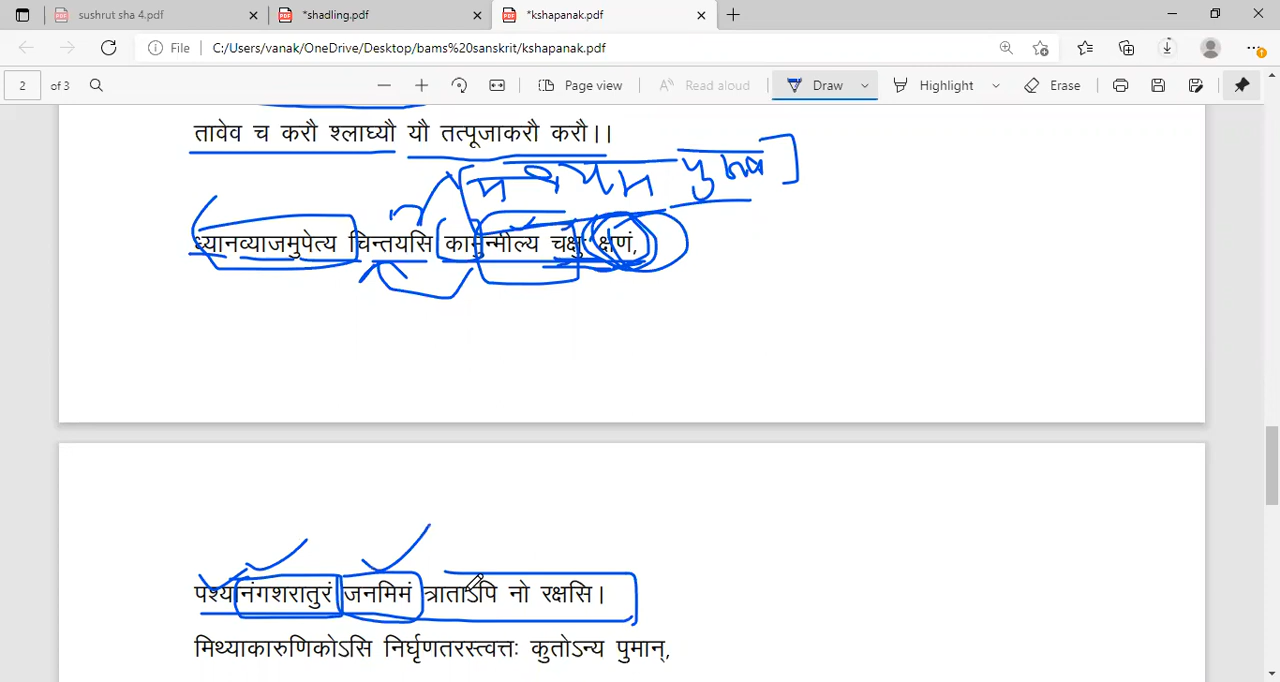 sushrut sha 4.pdf
*shadling.pdf
*kshapanak.pdf
File C:/Users/vanak/OneDrive/Desktop/bams%20sanskrit/kshapanak.pdf
2 of 3 Page view Read aloud Draw Highlight Erase
तावेव च करौ श्लाघ्यौ यौ तत्पूजाकरौ करौ।।
मध्यम पुरुष
ध्यानव्याजमुपेत्य चिन्तयसि कामुन्मील्य चक्षुः क्षणं,
पश्यानंगशरातुरं जनमिमं त्राताऽपि नो रक्षसि।
मिथ्याकारुणिकोऽसि निर्घृणतरस्त्वत्तः कुतोऽन्य पुमान्,